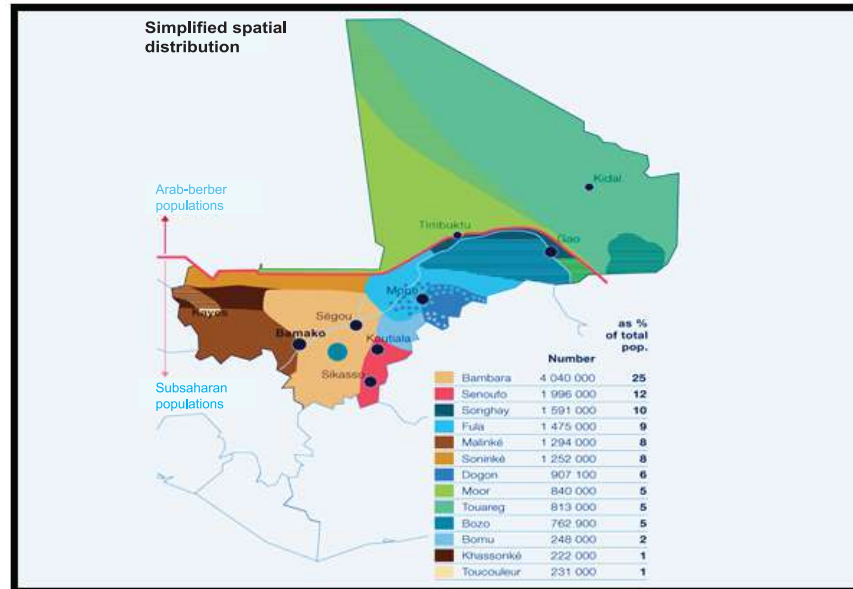 Simplified spatial
distribution
Arab-berber
populations
Kidal
Timbuktu
Gao
Mopti
Kayes
Ségou
Bamako
Koutiala
Sikasso
Subsaharan
populations
as %
of total
pop.
Number
Bambara 4 040 000 25
Senoufo 1 996 000 12
Songhay 1 591 000 10
Fula 1 475 000 9
Malinké 1 294 000 8
Soninké 1 252 000 8
Dogon 907 100 6
Moor 840 000 5
Touareg 813 000 5
Bozo 762 900 5
Bomu 248 000 2
Khassonké 222 000 1
Toucouleur 231 000 1